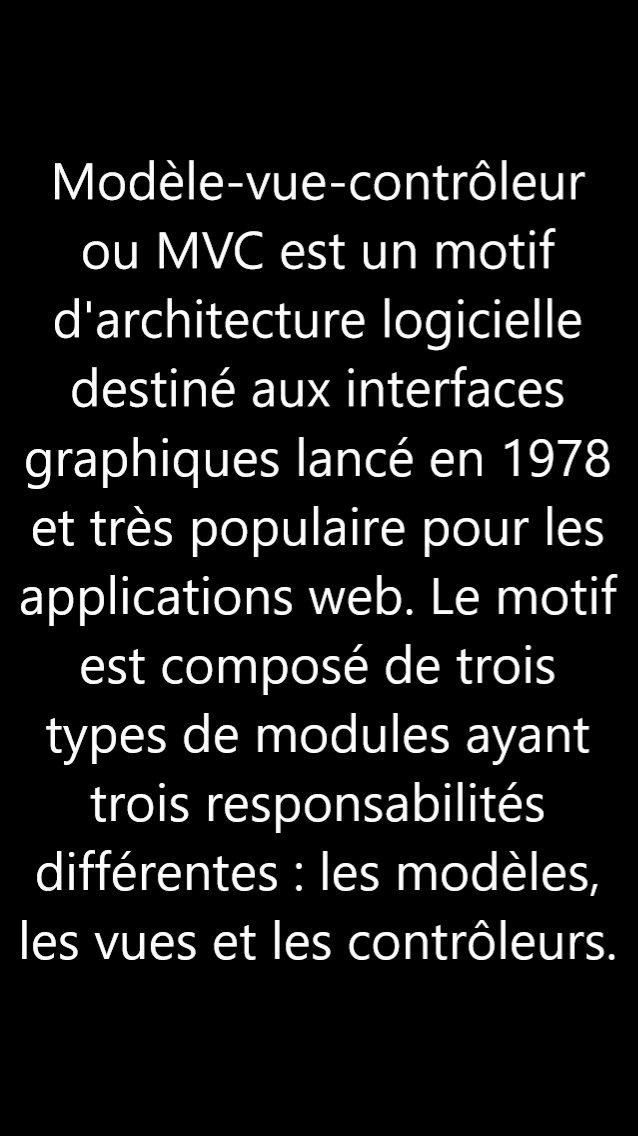 Modèle-vue-contrôleur
ou MVC est un motif
d'architecture logicielle
destiné aux interfaces
graphiques lancé en 1978
et très populaire pour les
applications web. Le motif
est composé de trois
types de modules ayant
trois responsabilités
différentes : les modèles,
les vues et les contrôleurs.